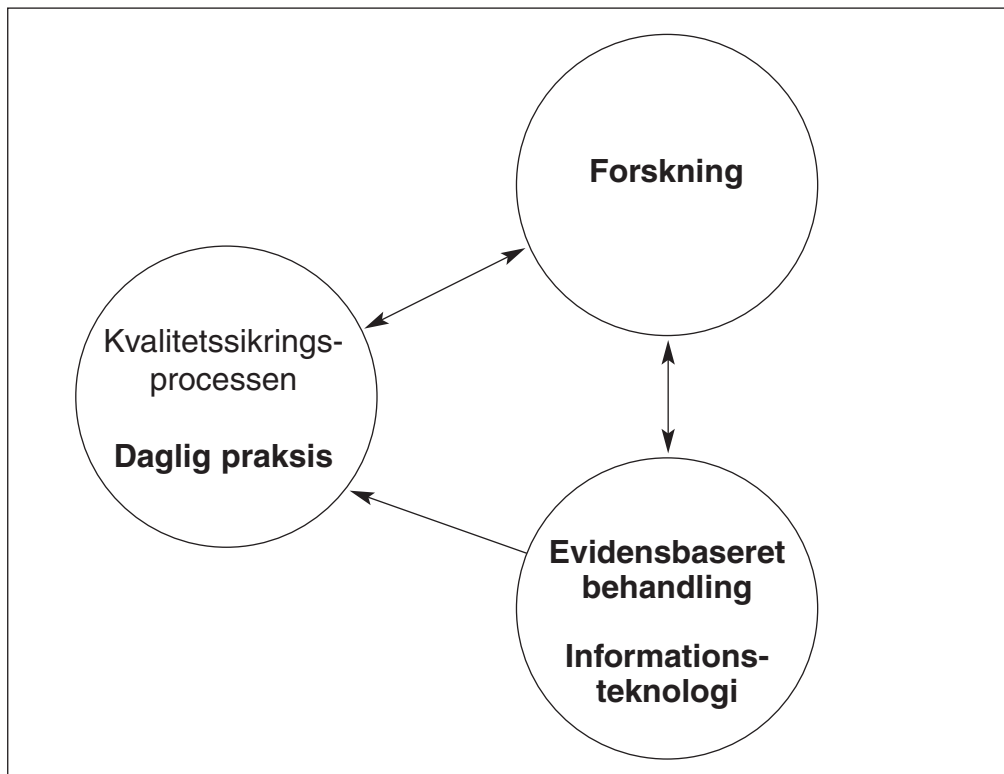 Forskning
Kvalitetssikrings-
processen
Daglig praksis
Evidensbaseret
behandling
Informations-
teknologi